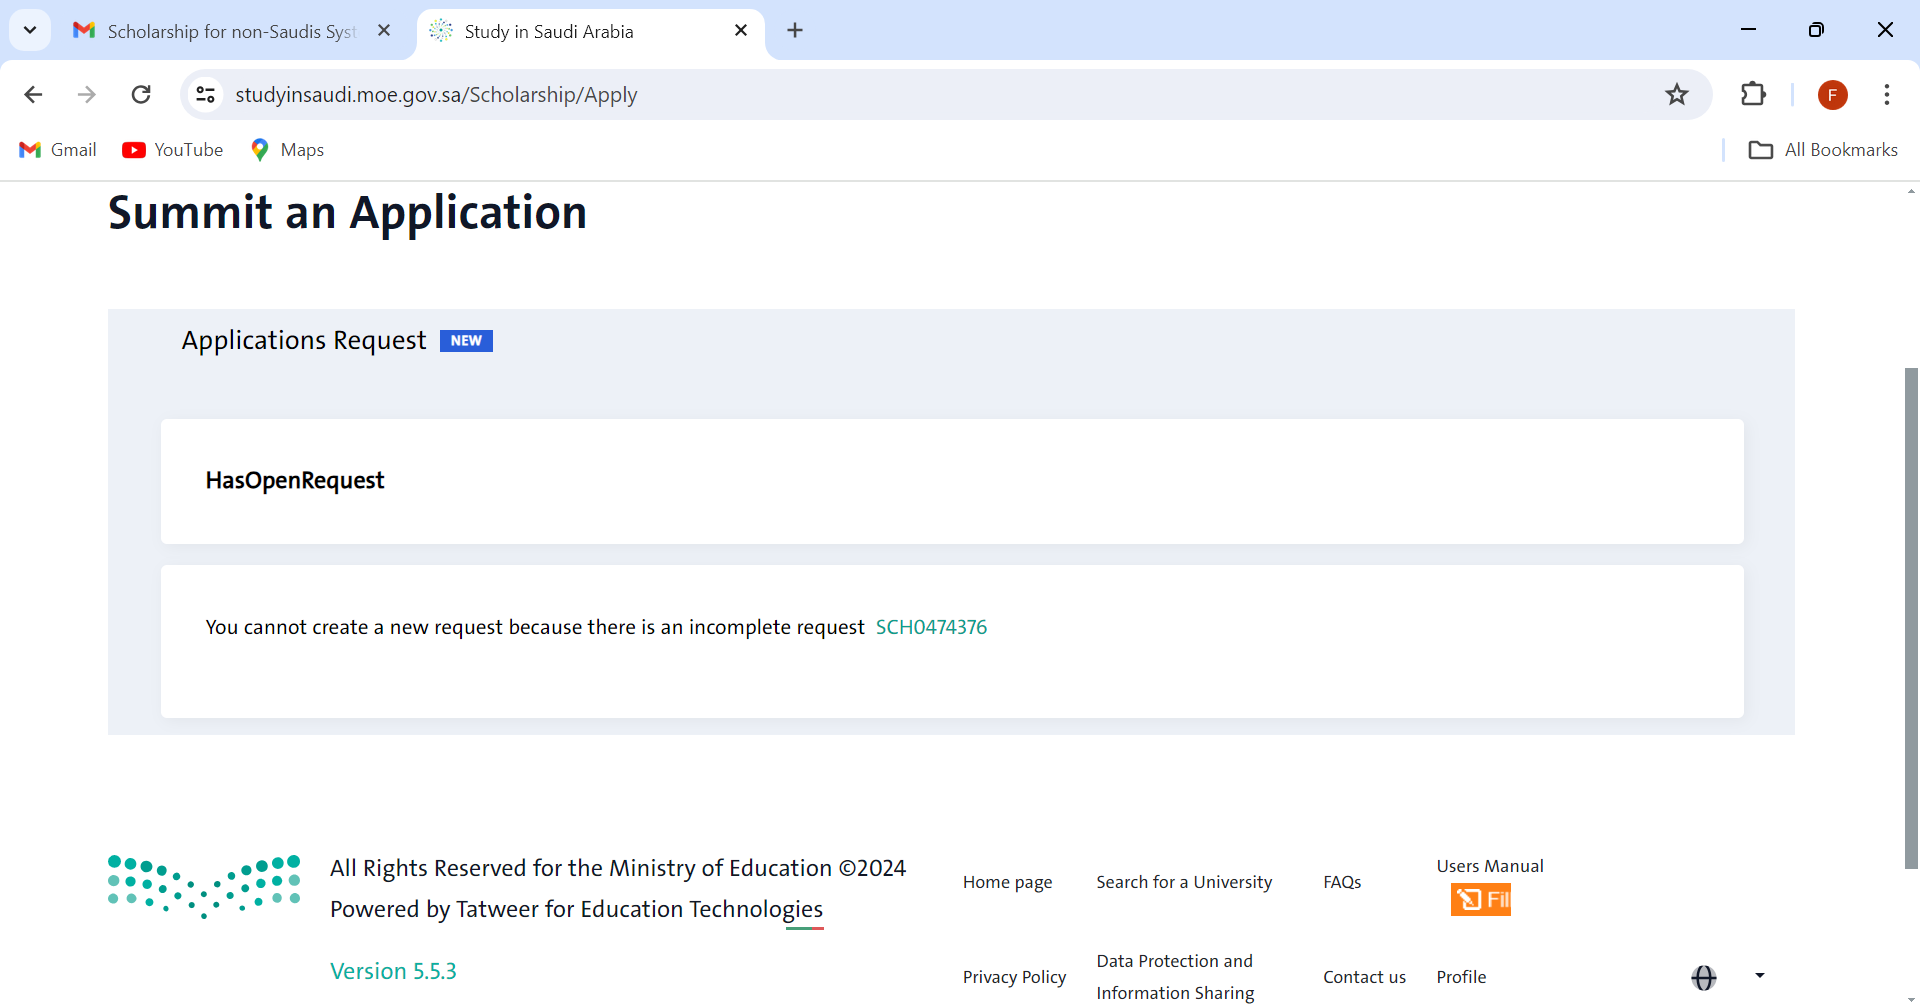 Scholarship for non-Saudis Syst
Study in Saudi Arabia
studyinsaudi.moe.gov.sa/Scholarship/Apply
F
Gmail
YouTube
Maps
All Bookmarks
Summit an Application
Applications Request NEW
HasOpenRequest
You cannot create a new request because there is an incomplete request SCH0474376
All Rights Reserved for the Ministry of Education ©2024
Powered by Tatweer for Education Technologies
Version 5.5.3
Home page
Search for a University
FAQs
Users Manual
Fil
Privacy Policy
Data Protection and
Information Sharing
Contact us
Profile